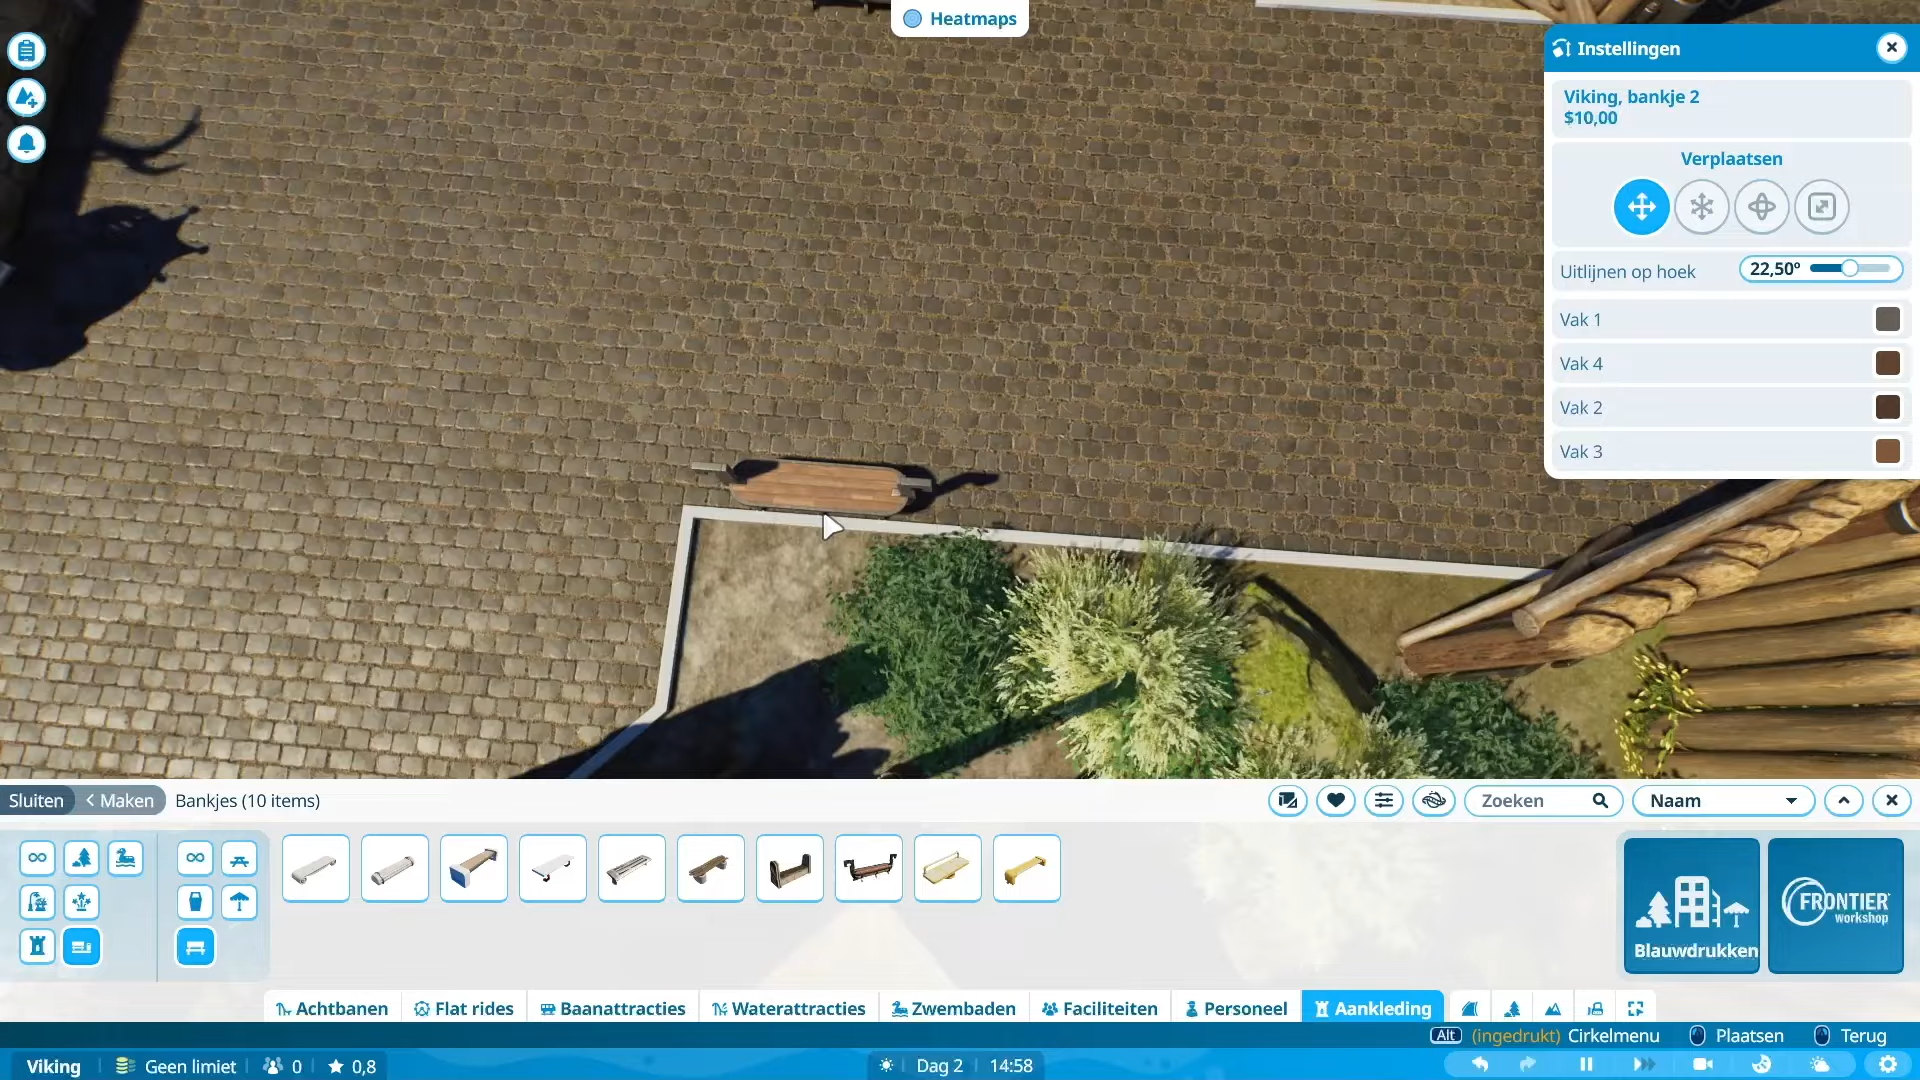 Heatmaps
Instellingen
Viking, bankje 2
$10,00
Verplaatsen
Uitlijnen op hoek
22,50°
Vak 1
Vak 4
Vak 2
Vak 3
Sluiten
Maken
Bankjes (10 items)
Zoeken
Naam
Blauwdrukken
FRONTIER
workshop
Achtbanen
Flat rides
Baanattracties
Waterattracties
Zwembaden
Faciliteiten
Personeel
Aankleding
Alt (ingedrukt) Cirkelmenu
Plaatsen
Terug
Viking
Geen limiet
0
0,8
Dag 2
14:58